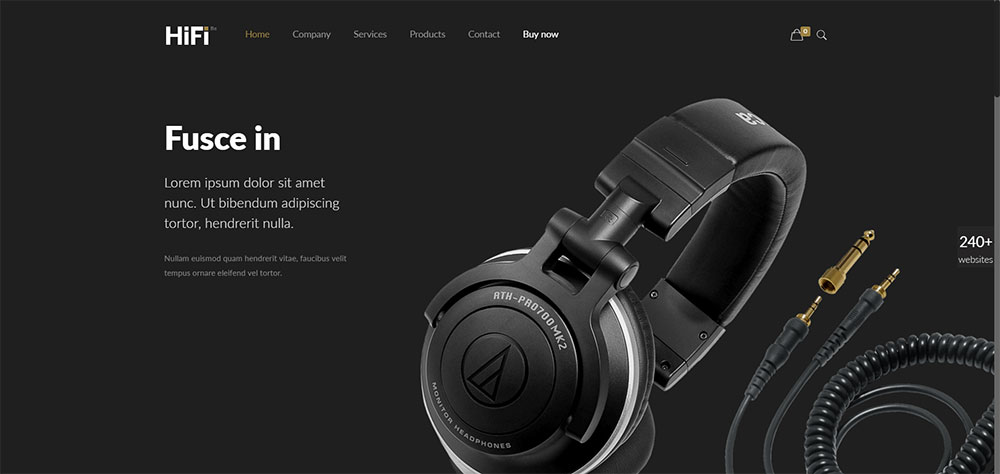 HiFi
Home
Company
Services
Products
Contact
Buy now
0
Fusce in
Lorem ipsum dolor sit amet
nunc. Ut bibendum adipiscing
tortor, hendrerit nulla.
Nullam euismod quam hendrerit vitae, faucibus velit
tempus ornare eleifend vel tortor.
240+
websites
ATH-PRO700MK2
MONITOR HEADPHONES